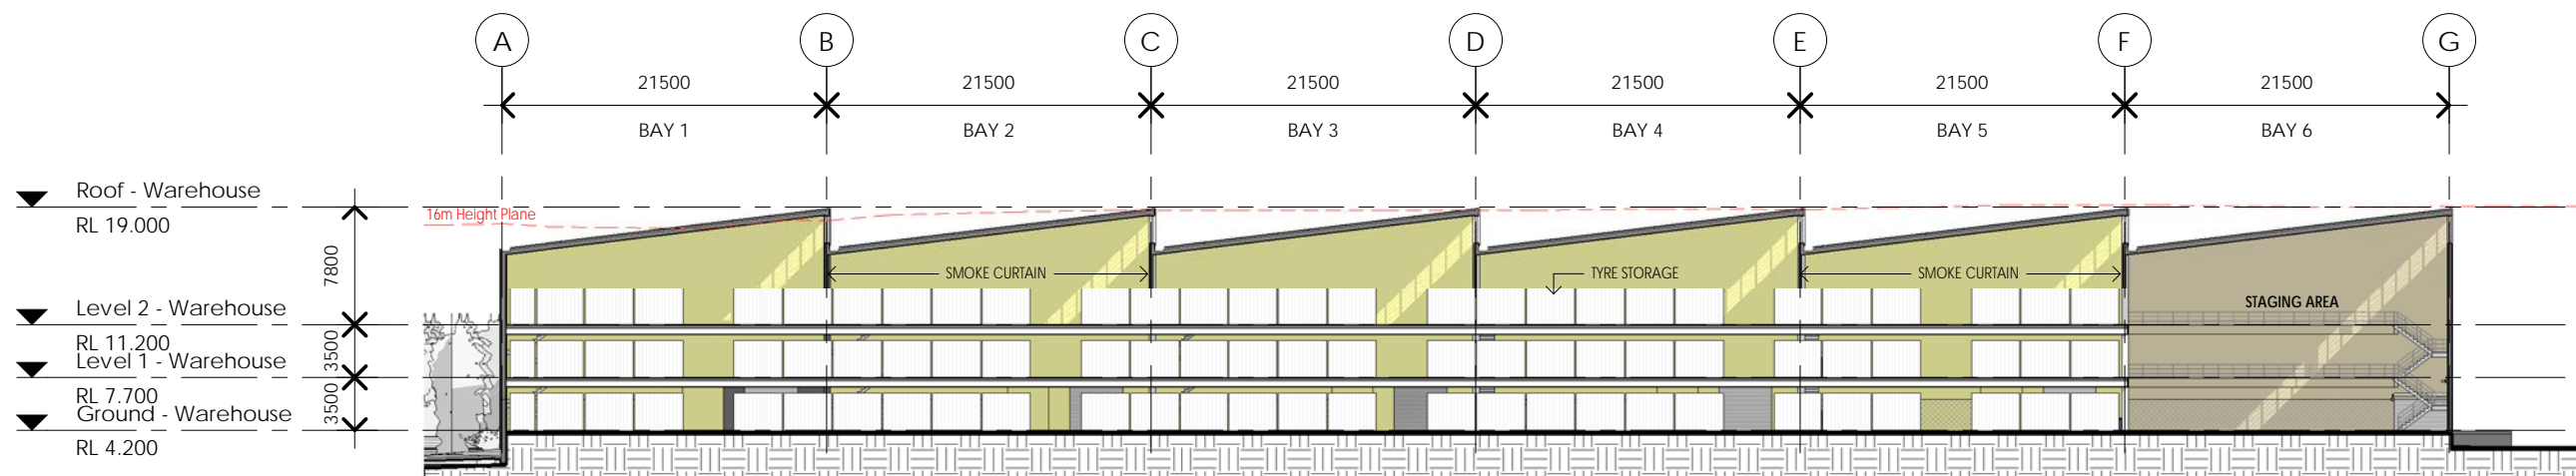 A B C D E F G
21500 21500 21500 21500 21500 21500
BAY 1 BAY 2 BAY 3 BAY 4 BAY 5 BAY 6
Roof - Warehouse
16m Height Plane
RL 19.000
7800
SMOKE CURTAIN TYRE STORAGE SMOKE CURTAIN
STAGING AREA
Level 2 - Warehouse
RL 11.200
3500
Level 1 - Warehouse
RL 7.700
3500
Ground - Warehouse
RL 4.200